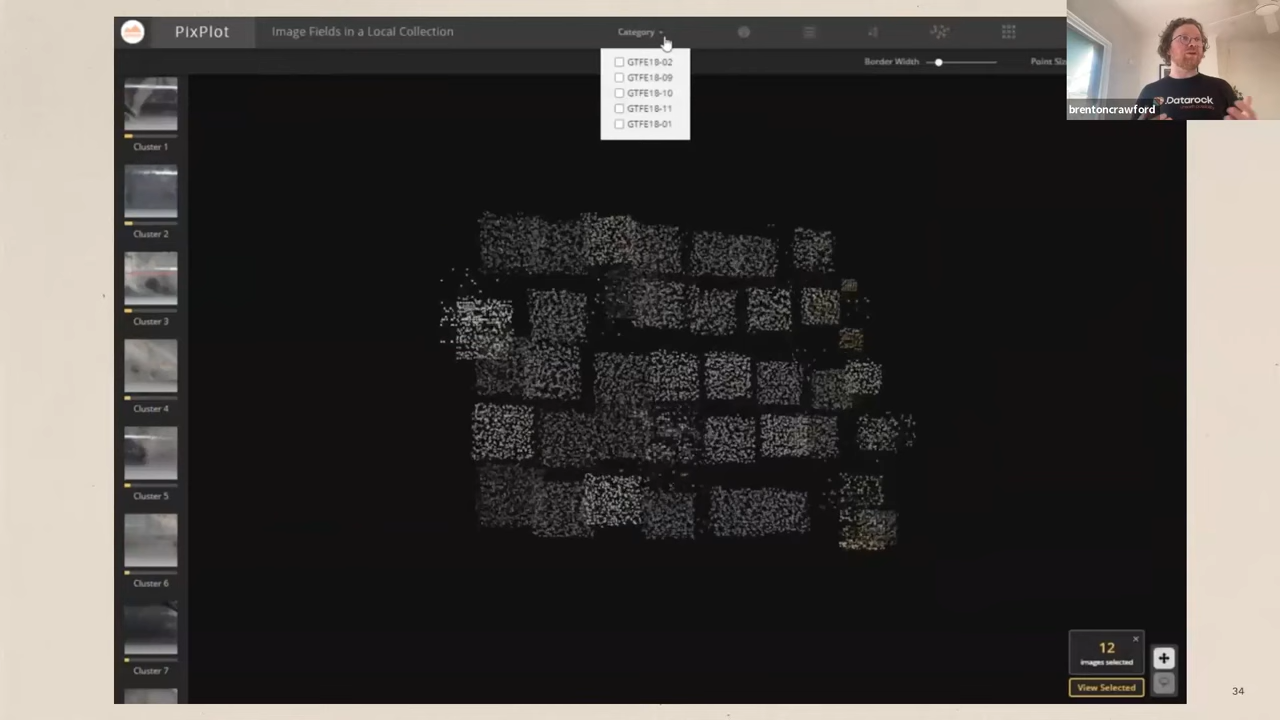 PixPlot
Image Fields in a Local Collection
Category
GTFE18-02
GTFE18-09
GTFE18-10
GTFE18-11
GTFE18-01
Border Width
Point Siz
brentoncrawford
Datarock
Cluster 1
Cluster 2
Cluster 3
Cluster 4
Cluster 5
Cluster 6
Cluster 7
12
images selected
View Selected
34